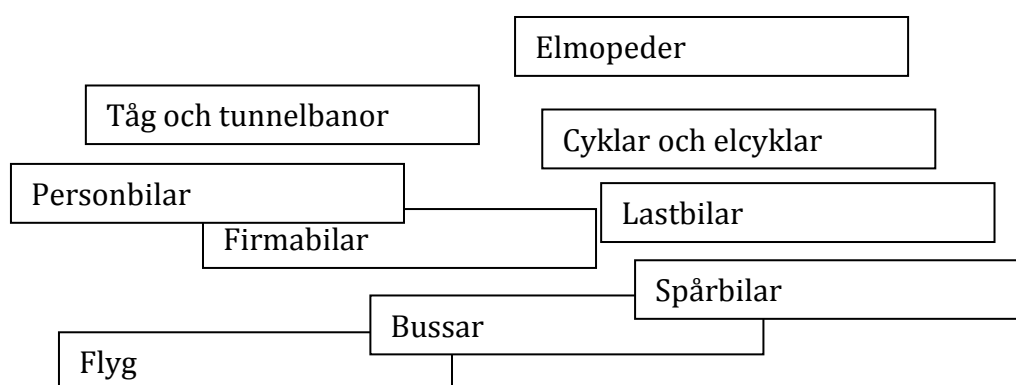 Elmopeder
Tåg och tunnelbanor
Cyklar och elcyklar
Personbilar
Lastbilar
Firmabilar
Spårbilar
Bussar
Flyg